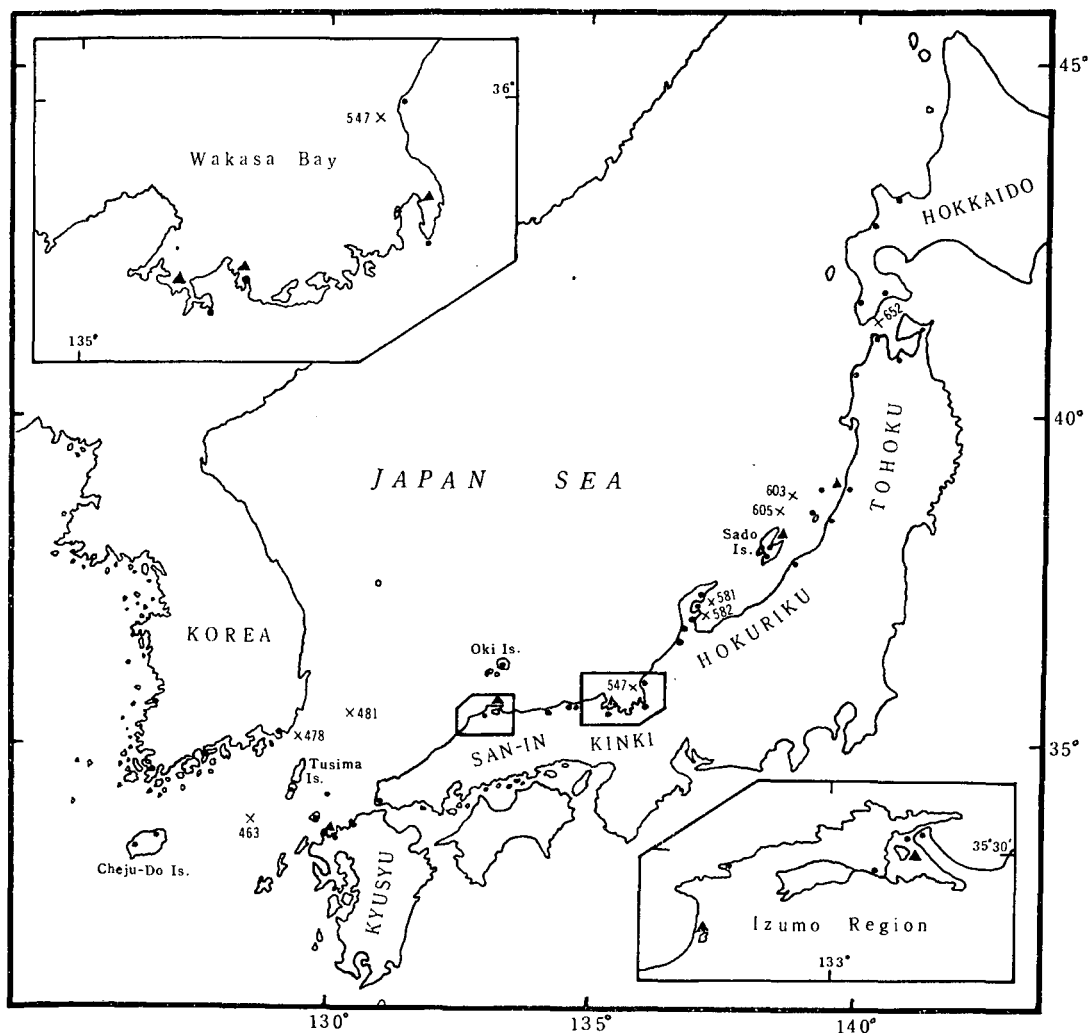 45°
36°
547×
Wakasa Bay
HOKKAIDO
135°
652
40°
TOHOKU
JAPAN SEA
603×
605×
Sado
Is.
×581
×582
KOREA
HOKURIKU
Oki Is.
547×
×481
×478
SAN-IN
KINKI
35°
Tusima
Is.
463
35°30'
Cheju-Do Is.
KYUSYU
Izumo Region
133°
130°
135°
140°